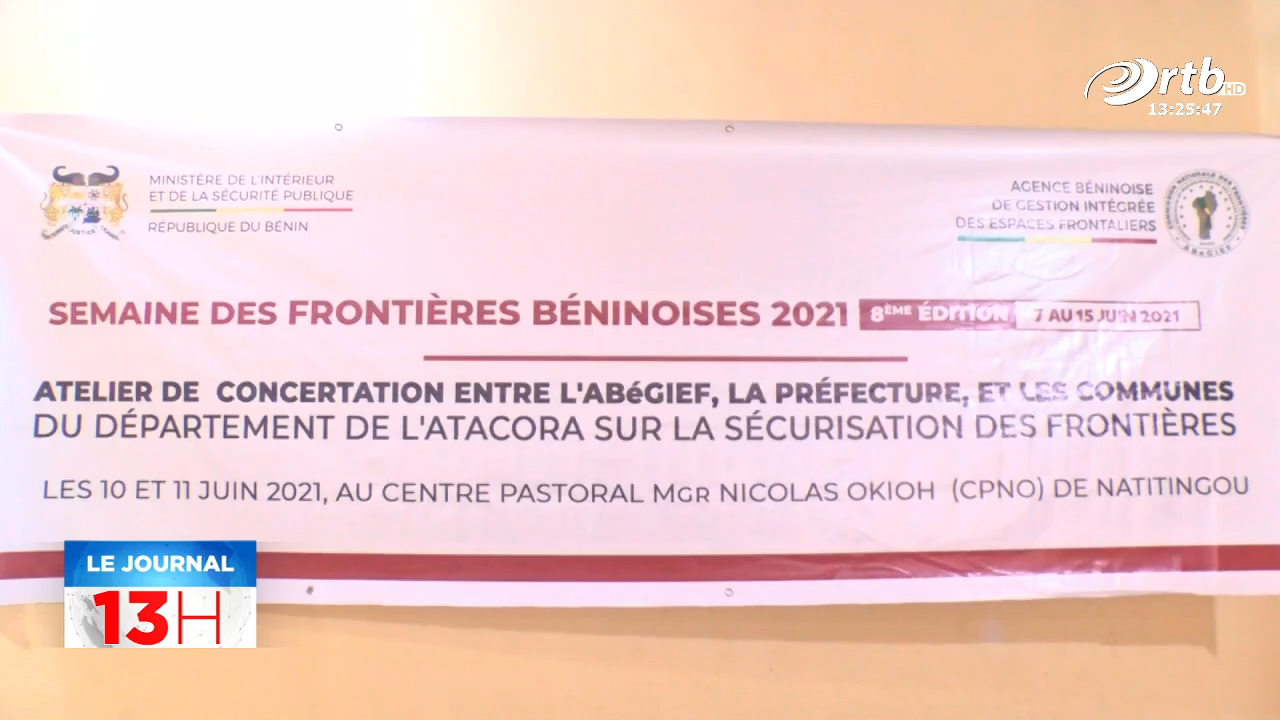 ortb HD
13:25:47
MINISTÈRE DE L'INTÉRIEUR
ET DE LA SÉCURITÉ PUBLIQUE
RÉPUBLIQUE DU BÉNIN
AGENCE BÉNINOISE
DE GESTION INTÉGRÉE
DES ESPACES FRONTALIERS
SEMAINE DES FRONTIÈRES BÉNINOISES 2021 8ÈME ÉDITION 7 AU 15 JUIN 2021
ATELIER DE CONCERTATION ENTRE L'ABéGIEF, LA PRÉFECTURE, ET LES COMMUNES
DU DÉPARTEMENT DE L'ATACORA SUR LA SÉCURISATION DES FRONTIÈRES
LES 10 ET 11 JUIN 2021, AU CENTRE PASTORAL MGR NICOLAS OKIOH (CPNO) DE NATITINGOU
LE JOURNAL
13H